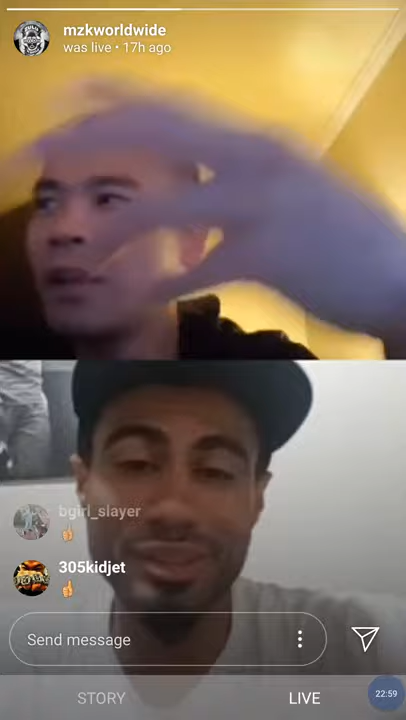 mzkworldwide
was live • 17h ago
bgirl_slayer
👍
305kidjet
👍
Send message
STORY
LIVE
22:59